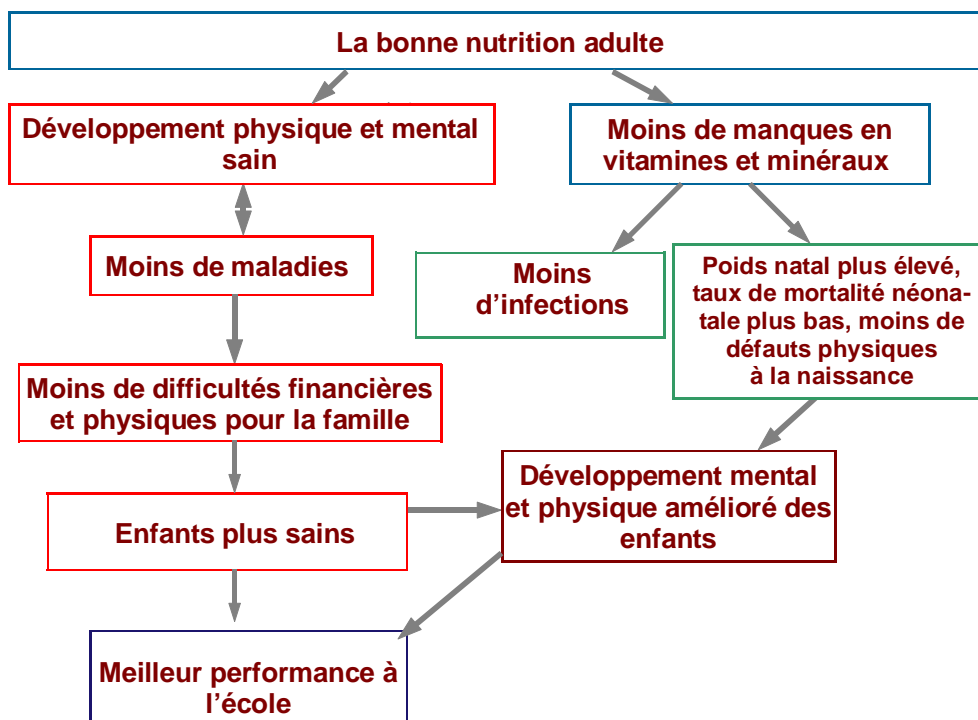 La bonne nutrition adulte
Développement physique et mental
sain
Moins de manques en
vitamines et minéraux
Moins de maladies
Moins
d’infections
Poids natal plus élevé,
taux de mortalité néona-
tale plus bas, moins de
défauts physiques
à la naissance
Moins de difficultés financières
et physiques pour la famille
Enfants plus sains
Développement mental
et physique amélioré des
enfants
Meilleur performance à
l’école